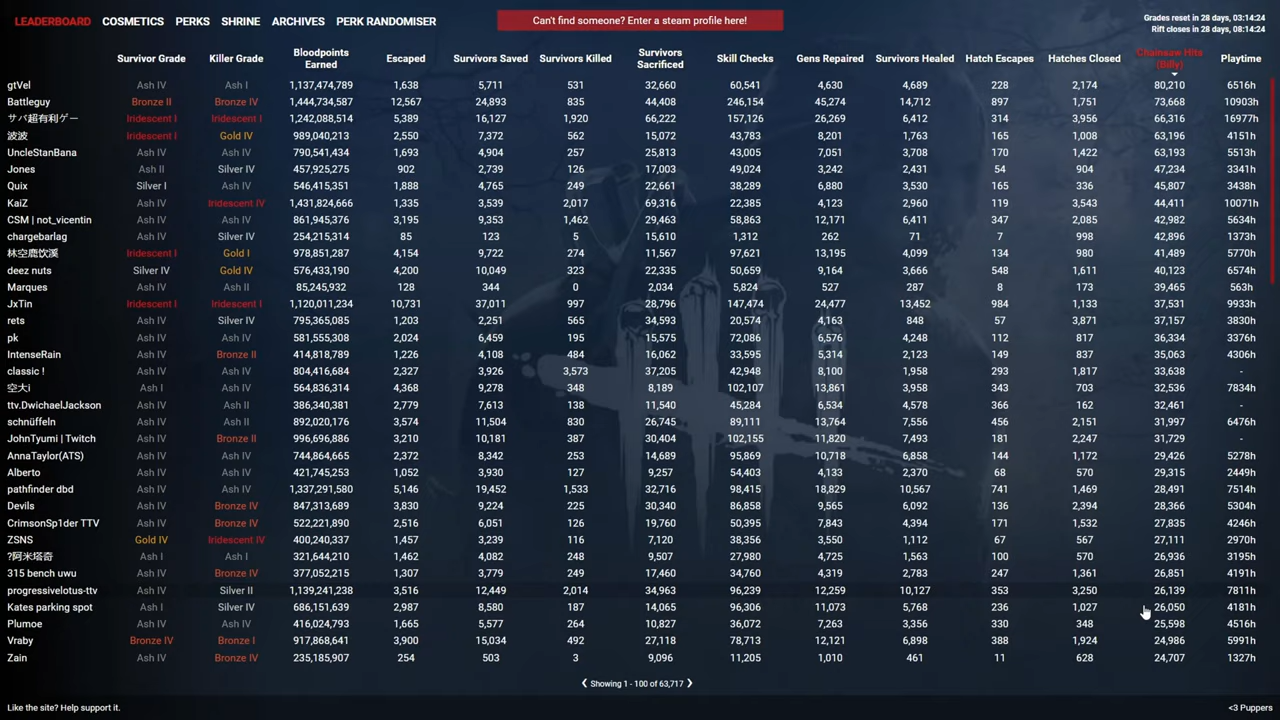 LEADERBOARD COSMETICS PERKS SHRINE ARCHIVES PERK RANDOMISER Can't find someone? Enter a steam profile here! Grades reset in 28 days, 03:14:24
Rift closes in 28 days, 08:14:24
Survivor Grade Killer Grade Bloodpoints Earned Escaped Survivors Saved Survivors Killed Survivors Sacrificed Skill Checks Gens Repaired Survivors Healed Hatch Escapes Hatches Closed Chainsaw Hits (Billy) Playtime
gtVel Ash IV Ash I 1,137,474,789 1,638 5,711 531 32,660 60,541 4,630 4,689 228 2,174 80,210 6516h
Battleguy Bronze II Bronze IV 1,444,734,587 12,567 24,893 835 44,408 246,154 45,274 14,712 897 1,751 73,668 10903h
サバ超有利ゲー Iridescent I Iridescent I 1,242,088,514 5,389 16,127 1,920 66,222 157,126 26,269 6,412 314 3,956 66,316 16977h
波波 Iridescent I Gold IV 989,040,213 2,550 7,372 562 15,072 43,783 8,201 1,763 165 1,008 63,196 4151h
UncleStanBana Ash IV Ash IV 790,541,434 1,693 4,904 257 25,813 43,005 7,051 3,708 170 1,422 63,193 5513h
Jones Ash II Silver IV 457,925,275 902 2,739 126 17,003 49,024 3,242 2,431 54 904 47,234 3341h
Quix Silver I Ash IV 546,415,351 1,888 4,765 249 22,661 38,289 6,880 3,530 165 336 45,807 3438h
KaiZ Ash IV Iridescent IV 1,431,824,666 1,335 3,539 2,017 69,316 22,385 4,123 2,960 119 3,543 44,411 10071h
CSM | not_vicentin Ash IV Ash IV 861,945,376 3,195 9,353 1,462 29,463 58,863 12,171 6,411 347 2,085 42,982 5634h
chargebarlag Ash IV Silver IV 254,215,314 85 123 5 15,610 1,312 262 71 7 998 42,896 1373h
林空鹿饮溪 Iridescent I Gold I 978,851,287 4,154 9,722 274 11,567 97,621 13,195 4,099 134 980 41,489 5770h
deez nuts Silver IV Gold IV 576,433,190 4,200 10,049 323 22,335 50,659 9,164 3,666 548 1,611 40,123 6574h
Marques Ash IV Ash II 85,245,932 128 344 0 2,034 5,824 527 287 8 173 39,465 563h
JxTin Iridescent I Iridescent I 1,120,011,234 10,731 37,011 997 28,796 147,474 24,477 13,452 984 1,133 37,531 9933h
rets Ash IV Silver IV 795,365,085 1,203 2,251 565 34,593 20,574 4,163 848 57 3,871 37,157 3830h
pk Ash IV Ash IV 581,555,308 2,024 6,459 195 15,575 72,086 6,576 4,248 112 817 36,334 3376h
IntenseRain Ash IV Bronze II 414,818,789 1,226 4,108 484 16,062 33,595 5,314 2,123 149 837 35,063 4306h
classic ! Ash IV Ash IV 804,416,684 2,327 3,926 3,573 37,205 42,948 8,100 1,958 293 1,817 33,638 -
空大i Ash I Ash IV 564,836,314 4,368 9,278 348 8,189 102,107 13,861 3,958 343 703 32,536 7834h
ttv.DwichaelJackson Ash IV Ash II 386,340,381 2,779 7,613 138 11,540 45,284 6,534 4,578 366 162 32,461 -
schnüffeln Ash IV Ash II 892,020,176 3,574 11,504 830 26,745 89,111 13,764 7,556 456 2,151 31,997 6476h
JohnTyumi | Twitch Ash IV Bronze II 996,696,886 3,210 10,181 387 30,404 102,155 11,820 7,493 181 2,247 31,729 -
AnnaTaylor(ATS) Ash IV Ash IV 744,864,665 2,372 8,342 253 14,689 95,869 10,718 6,858 144 1,172 29,426 5278h
Alberto Ash IV Ash IV 421,745,253 1,052 3,930 127 9,257 54,403 4,133 2,370 68 570 29,315 2449h
pathfinder dbd Ash IV Ash IV 1,337,291,580 5,146 19,452 1,533 32,716 98,415 18,829 10,567 741 1,469 28,491 7514h
Devils Ash IV Bronze IV 847,313,689 3,830 9,224 225 30,340 86,858 9,565 6,092 136 2,394 28,366 5304h
CrimsonSp1der TTV Ash IV Bronze IV 522,221,890 2,516 6,051 126 19,760 50,395 7,843 4,394 171 1,532 27,835 4246h
ZSNS Gold IV Iridescent IV 400,240,337 1,457 3,239 116 7,120 38,356 3,550 1,112 67 567 27,111 2970h
?阿米塔奇 Ash I Ash I 321,644,210 1,462 4,082 248 9,507 27,980 4,725 1,563 100 570 26,936 3195h
315 bench uwu Ash IV Bronze IV 377,052,215 1,307 3,779 249 17,460 34,760 4,319 2,783 247 1,361 26,851 4191h
progressivelotus-ttv Ash IV Silver II 1,139,241,238 3,516 12,449 2,014 34,963 96,239 12,259 10,127 353 3,250 26,139 7811h
Kates parking spot Ash I Silver IV 686,151,639 2,987 8,580 187 14,065 96,306 11,073 5,768 236 1,027 26,050 4181h
Plumoe Ash IV Ash IV 416,024,793 1,665 5,577 264 10,827 36,072 7,263 3,356 330 348 25,598 4516h
Vraby Bronze IV Bronze I 917,868,641 3,900 15,034 492 27,118 78,713 12,121 6,898 388 1,924 24,986 5991h
Zain Ash IV Bronze IV 235,185,907 254 503 3 9,096 11,205 1,010 461 11 628 24,707 1327h
Showing 1 - 100 of 63,717
Like the site? Help support it. <3 Puppers